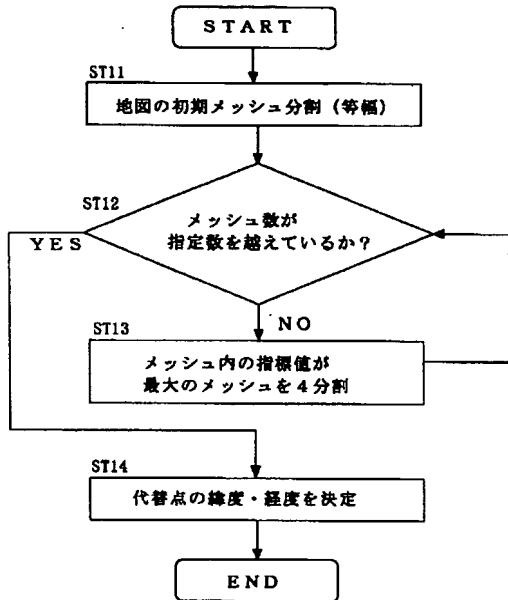 START
ST11
地図の初期メッシュ分割（等幅）
ST12
メッシュ数が
指定数を越えているか？
YES
NO
ST13
メッシュ内の指標値が
最大のメッシュを４分割
ST14
代替点の緯度・経度を決定
END